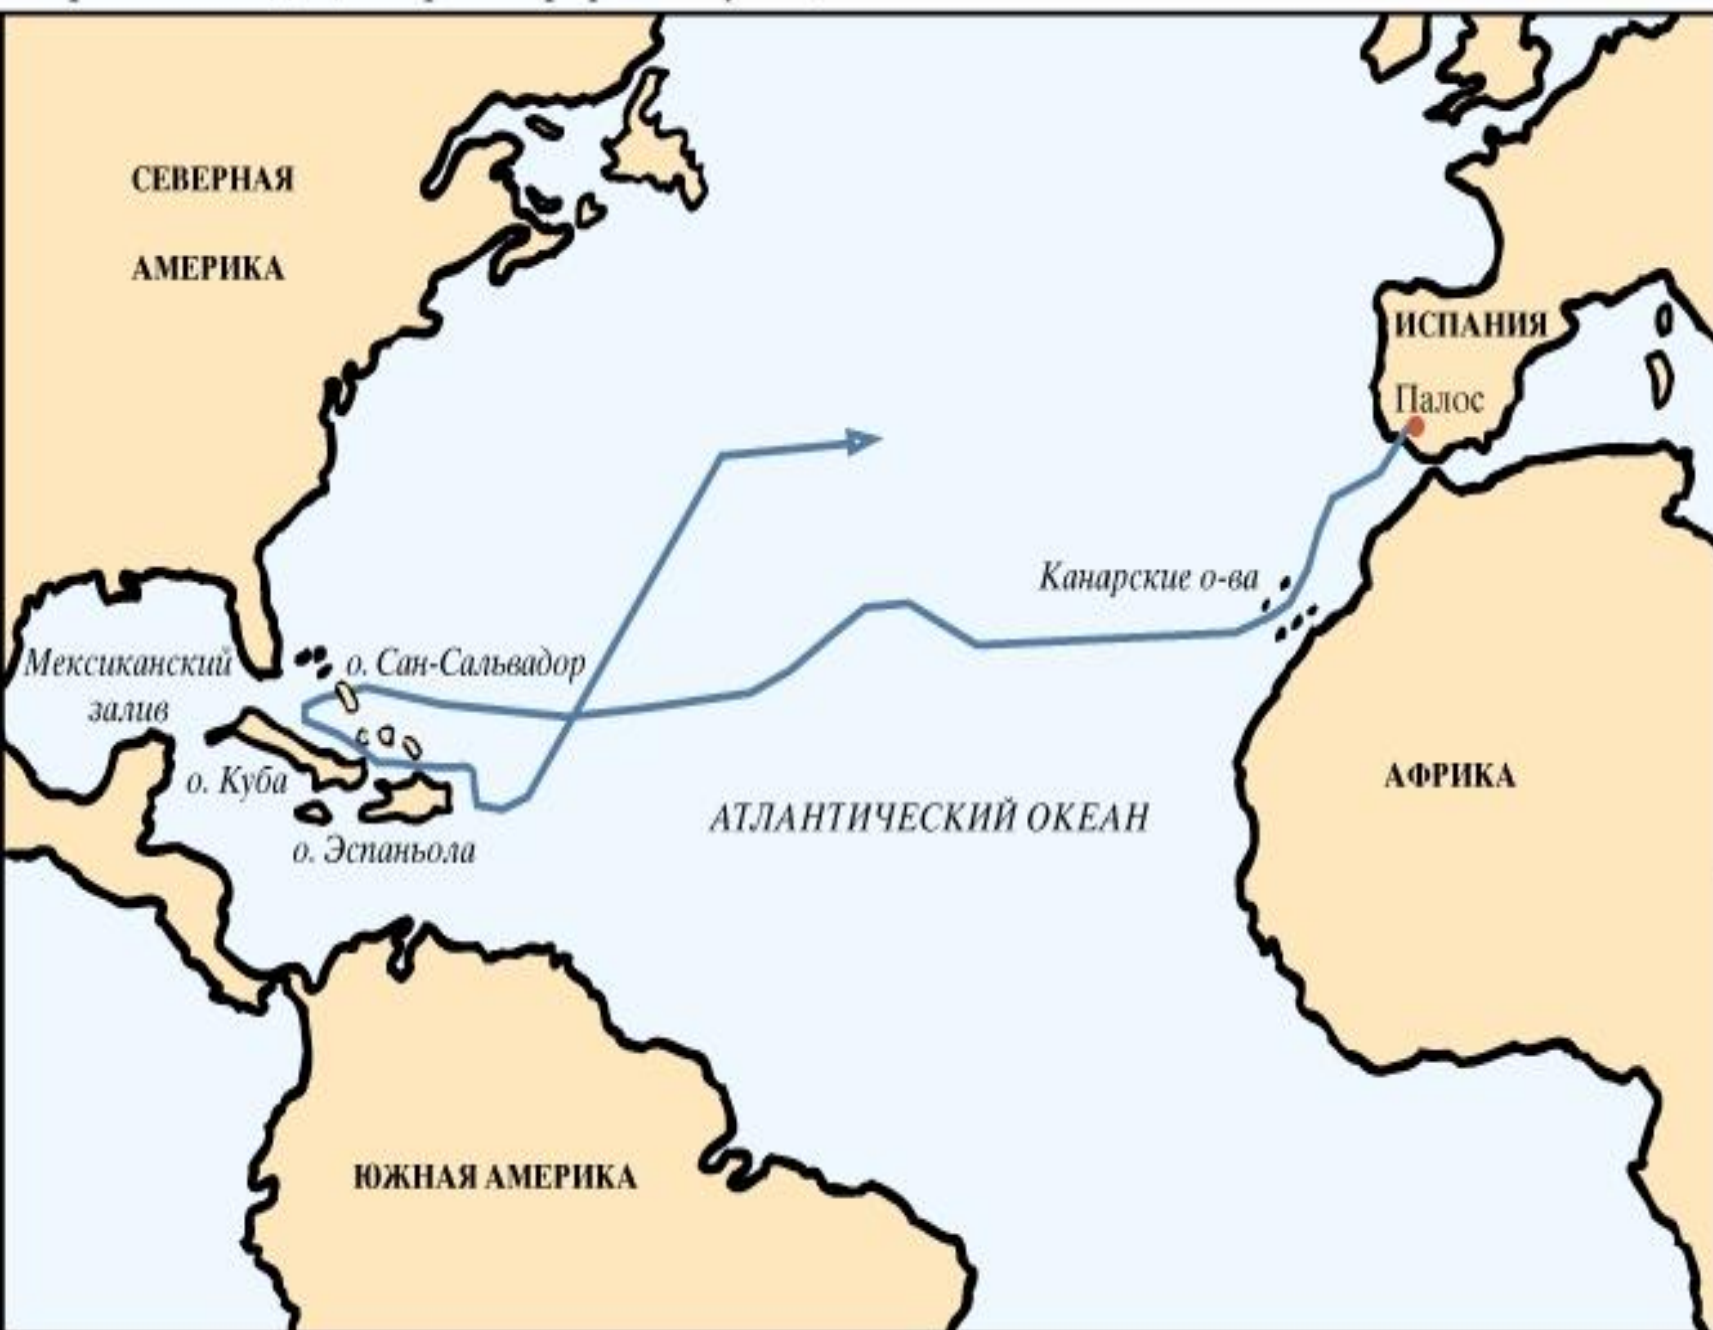 СЕВЕРНАЯ
АМЕРИКА
ИСПАНИЯ
Палос
Канарские о-ва
Мексиканский
залив
о. Сан-Сальвадор
о. Куба
о. Эспаньола
АТЛАНТИЧЕСКИЙ ОКЕАН
АФРИКА
ЮЖНАЯ АМЕРИКА